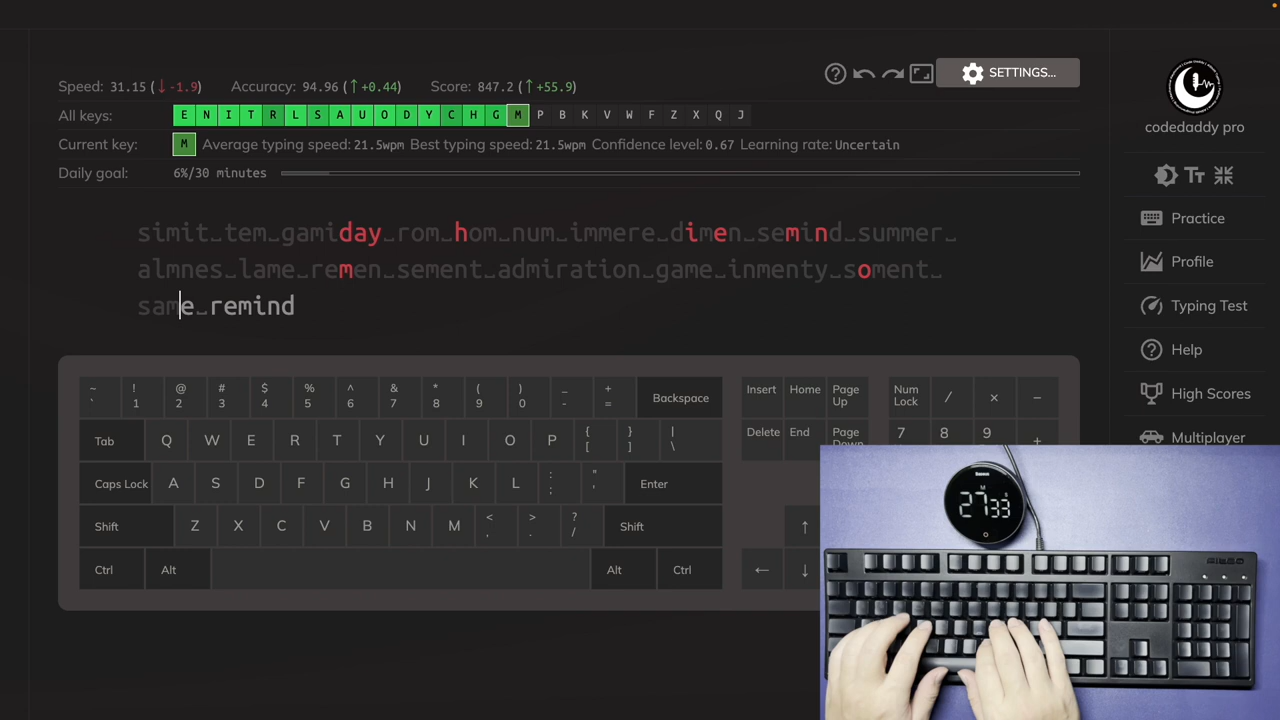 Speed: 31.15 (↓ -1.9) Accuracy: 94.96 (↑ +0.44) Score: 847.2 (↑ +55.9)
? SETTINGS...
All keys: E N I T R L S A U O D Y C H G M P B K V W F Z X Q J
Current key: M Average typing speed: 21.5wpm Best typing speed: 21.5wpm Confidence level: 0.67 Learning rate: Uncertain
Daily goal: 6%/30 minutes
simit␣tem␣gamiday␣rom␣hom␣num␣immere␣dimen␣semind␣summer␣
almnes␣lame␣remen␣sement␣admiration␣game␣inmenty␣soment␣
same␣remind
~ ` ! 1 @ 2 # 3 $ 4 % 5 ^ 6 & 7 * 8 ( 9 ) 0 _ - + = Backspace
Tab Q W E R T Y U I O P { [ } ] | \
Caps Lock A S D F G H J K L : ; " ' Enter
Shift Z X C V B N M < , > . ? / Shift
Ctrl Alt Alt Ctrl
Insert Home Page Up
Delete End Page Down
↑
← ↓
Num Lock / × −
7 8 9 +
codedaddy pro
Tt
Practice
Profile
Typing Test
? Help
High Scores
Multiplayer
Baseus
M S
27 33